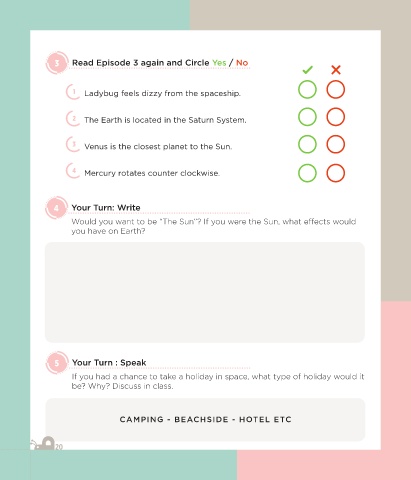 3 Read Episode 3 again and Circle Yes / No
1 Ladybug feels dizzy from the spaceship.
2 The Earth is located in the Saturn System.
3 Venus is the closest planet to the Sun.
4 Mercury rotates counter clockwise.
4 Your Turn: Write
Would you want to be "The Sun"? If you were the Sun, what effects would
you have on Earth?
5 Your Turn : Speak
If you had a chance to take a holiday in space, what type of holiday would it
be? Why? Discuss in class.
CAMPING - BEACHSIDE - HOTEL ETC
20